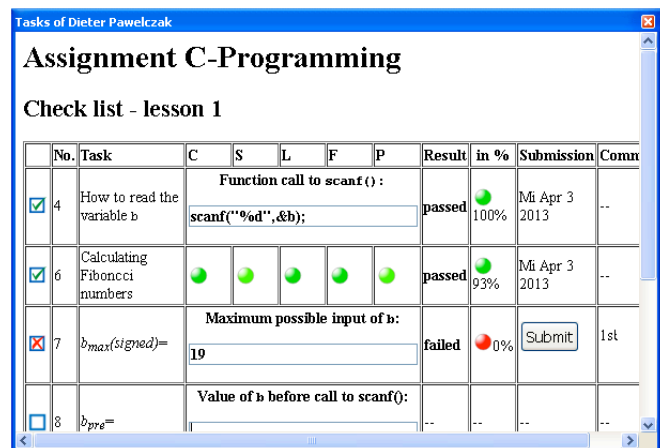 Tasks of Dieter Pawelczak
Assignment C-Programming
Check list - lesson 1
No. Task C S L F P Result in % Submission Comm
4 How to read the variable b Function call to scanf(): scanf("%d",&b); passed 100% Mi Apr 3 2013 --
6 Calculating Fiboncci numbers passed 93% Mi Apr 3 2013 --
7 bmax(signed)= Maximum possible input of b: 19 failed 0% Submit 1st
8 bpre= Value of b before call to scanf(): -- -- -- --